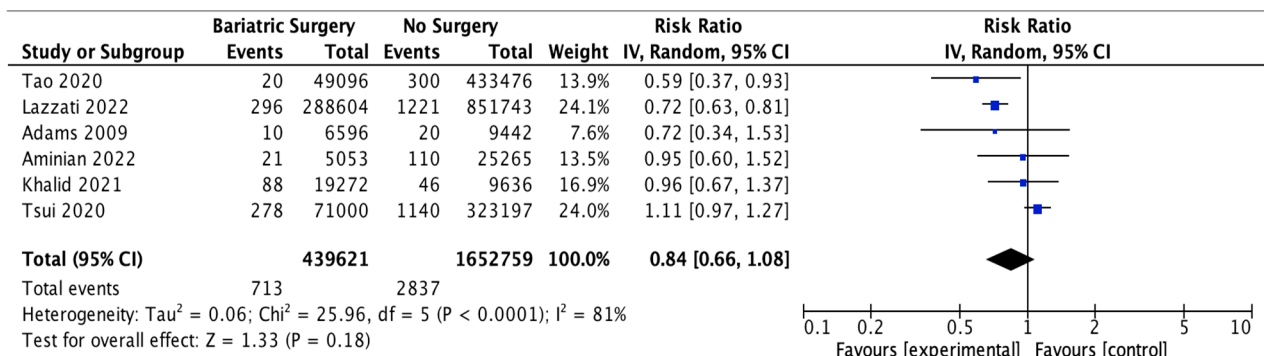 Bariatric Surgery No Surgery Risk Ratio Risk Ratio
Study or Subgroup Events Total Events Total Weight IV, Random, 95% CI IV, Random, 95% CI
Tao 2020 20 49096 300 433476 13.9% 0.59 [0.37, 0.93]
Lazzati 2022 296 288604 1221 851743 24.1% 0.72 [0.63, 0.81]
Adams 2009 10 6596 20 9442 7.6% 0.72 [0.34, 1.53]
Aminian 2022 21 5053 110 25265 13.5% 0.95 [0.60, 1.52]
Khalid 2021 88 19272 46 9636 16.9% 0.96 [0.67, 1.37]
Tsui 2020 278 71000 1140 323197 24.0% 1.11 [0.97, 1.27]
Total (95% CI) 439621 1652759 100.0% 0.84 [0.66, 1.08]
Total events 713 2837
Heterogeneity: Tau² = 0.06; Chi² = 25.96, df = 5 (P < 0.0001); I² = 81%
Test for overall effect: Z = 1.33 (P = 0.18)
0.1 0.2 0.5 1 2 5 10
Favours [experimental] Favours [control]